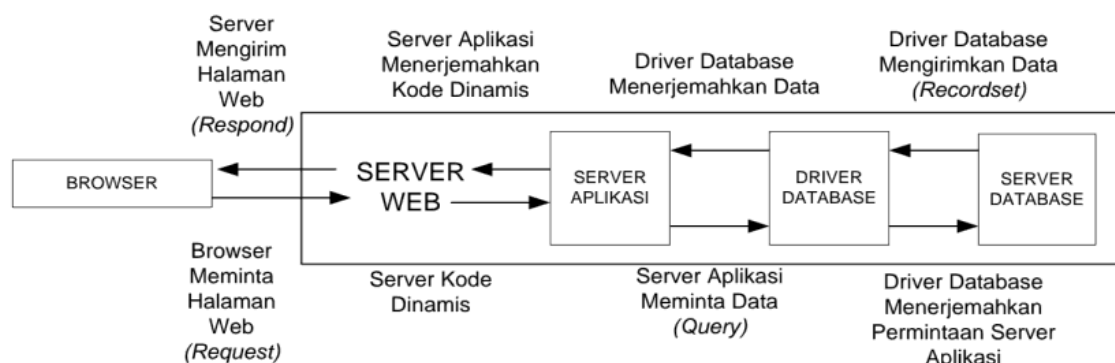 Server
Mengirim
Halaman
Web
(Respond)
Server Aplikasi
Menerjemahkan
Kode Dinamis
Driver Database
Menerjemahkan Data
Driver Database
Mengirimkan Data
(Recordset)
BROWSER
SERVER
WEB
SERVER
APLIKASI
DRIVER
DATABASE
SERVER
DATABASE
Browser
Meminta
Halaman
Web
(Request)
Server Kode
Dinamis
Server Aplikasi
Meminta Data
(Query)
Driver Database
Menerjemahkan
Permintaan Server
Aplikasi